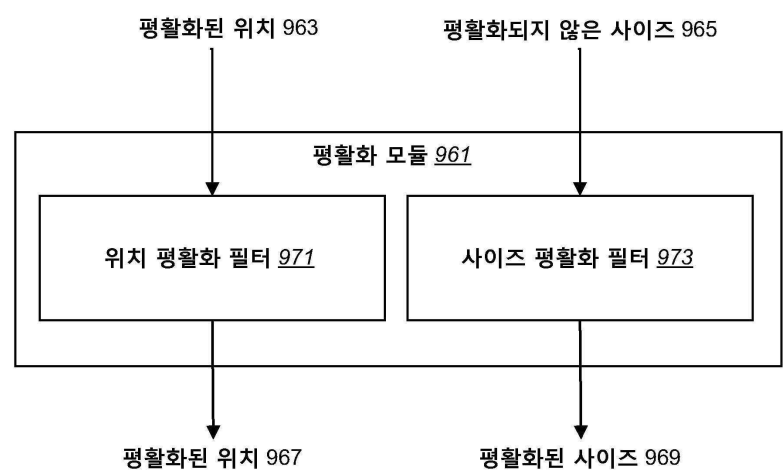 평활화된 위치 963
평활화되지 않은 사이즈 965
평활화 모듈 961
위치 평활화 필터 971
사이즈 평활화 필터 973
평활화된 위치 967
평활화된 사이즈 969